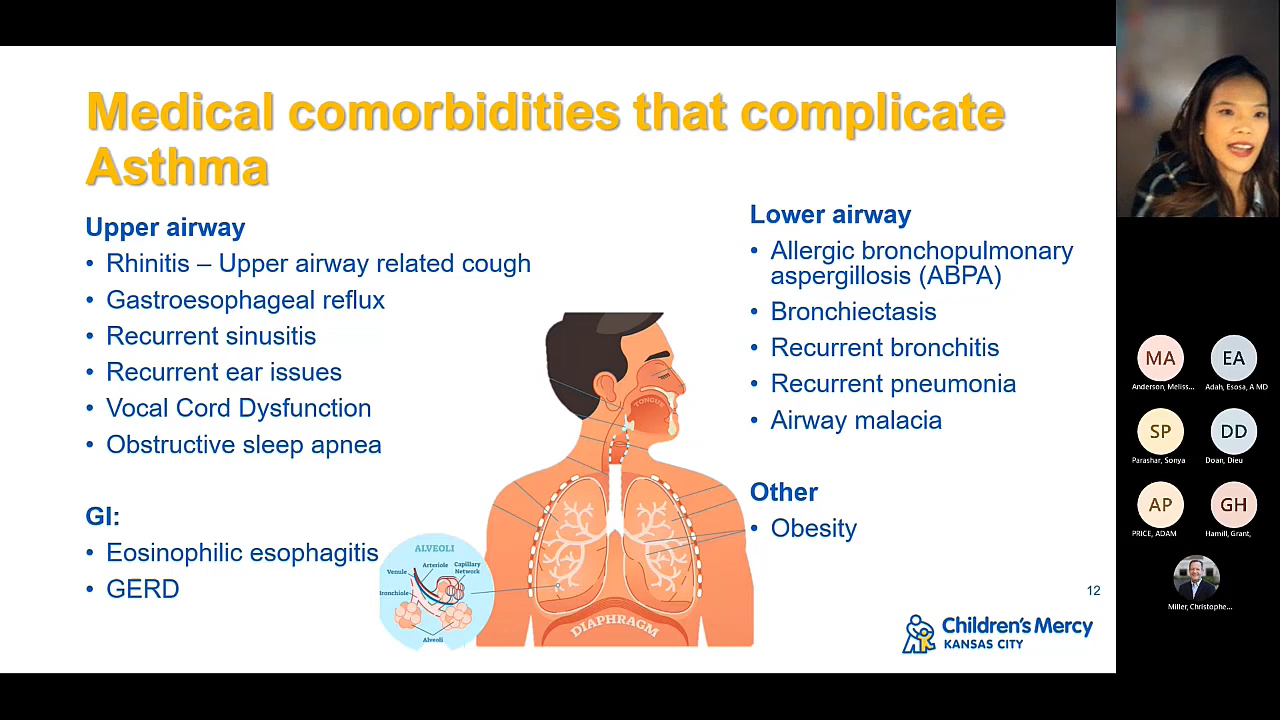 Medical comorbidities that complicate
Asthma
Upper airway
• Rhinitis – Upper airway related cough
• Gastroesophageal reflux
• Recurrent sinusitis
• Recurrent ear issues
• Vocal Cord Dysfunction
• Obstructive sleep apnea
GI:
• Eosinophilic esophagitis
• GERD
Lower airway
• Allergic bronchopulmonary
aspergillosis (ABPA)
• Bronchiectasis
• Recurrent bronchitis
• Recurrent pneumonia
• Airway malacia
Other
• Obesity
TONGUE
ALVEOLI
Venule
Arteriole
Capillary
Network
Bronchiole
Alveoli
DIAPHRAGM
12
Children's Mercy
KANSAS CITY
MA
Anderson, Meliss...
EA
Adah, Esosa, A MD
SP
Parashar, Sonya
DD
Doan, Dieu
AP
PRICE, ADAM
GH
Hamill, Grant,
Miller, Christophe...